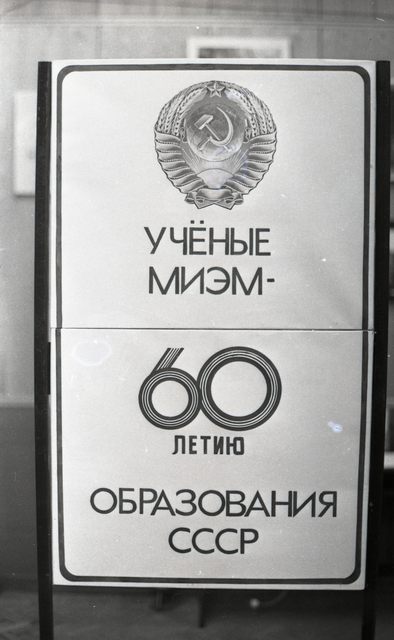 УЧЁНЫЕ
МИЭМ-
60
ЛЕТИЮ
ОБРАЗОВАНИЯ
СССР